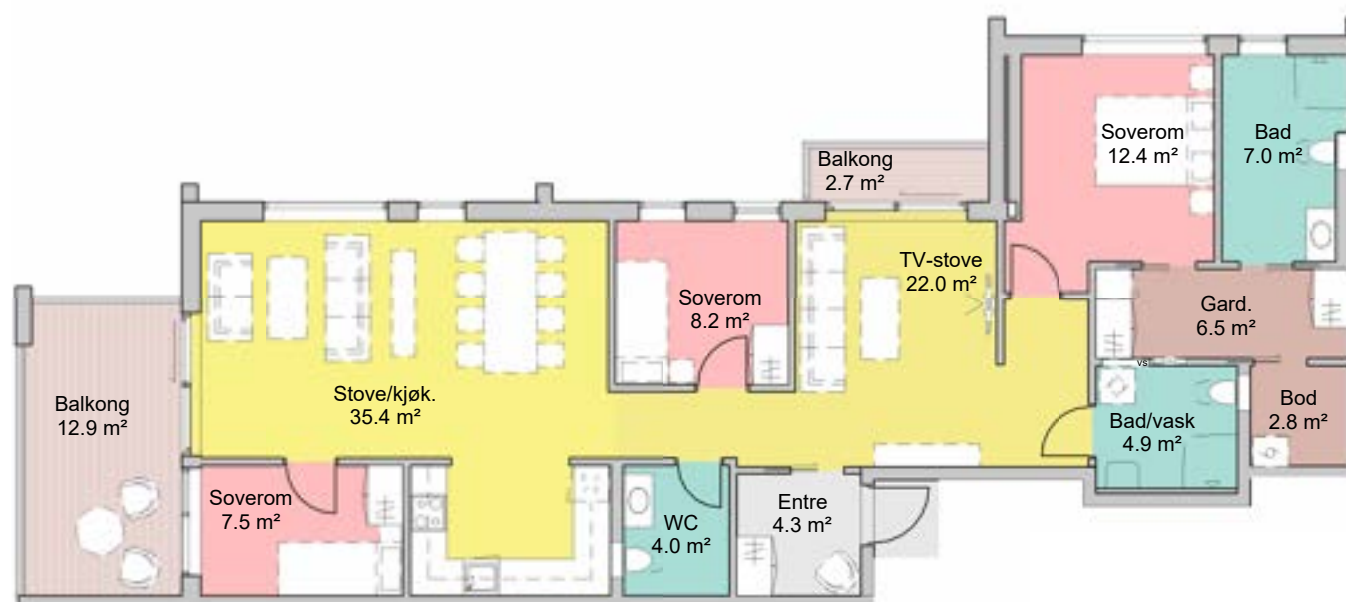 Soverom
12.4 m²
Bad
7.0 m²
Balkong
2.7 m²
TV-stove
22.0 m²
Soverom
8.2 m²
Gard.
6.5 m²
vs
Stove/kjøk.
35.4 m²
Balkong
12.9 m²
Bad/vask
4.9 m²
Bod
2.8 m²
Soverom
7.5 m²
WC
4.0 m²
Entre
4.3 m²